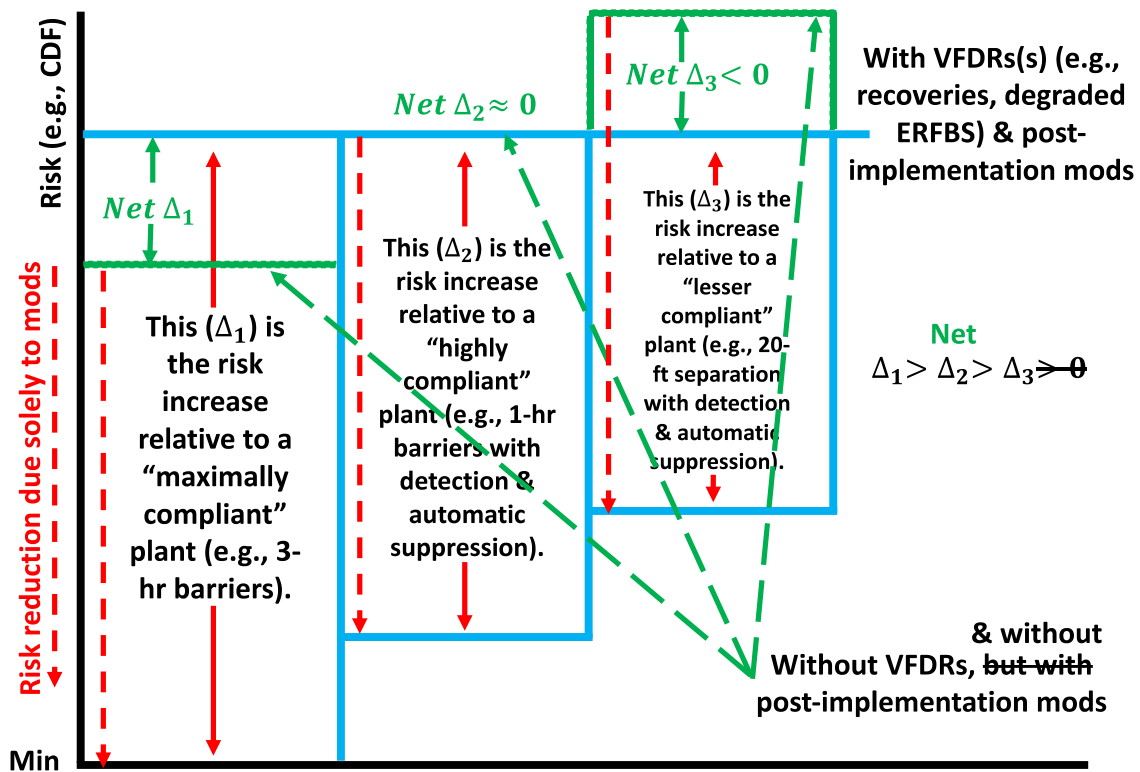 Risk (e.g., CDF)
Risk reduction due solely to mods
Min
Net Δ₁
This (Δ₁) is
the risk
increase
relative to a
“maximally
compliant”
plant (e.g., 3-
hr barriers).
Net Δ₂≈ 0
This (Δ₂) is the
risk increase
relative to a
“highly
compliant”
plant (e.g., 1-hr
barriers with
detection &
automatic
suppression).
Net Δ₃< 0
This (Δ₃) is the
risk increase
relative to a
“lesser
compliant”
plant (e.g., 20-
ft separation
with detection
& automatic
suppression).
With VFDRs(s) (e.g.,
recoveries, degraded
ERFBS) & post-
implementation mods
Net
Δ₁> Δ₂> Δ₃> 0
& without
Without VFDRs, but with
post-implementation mods